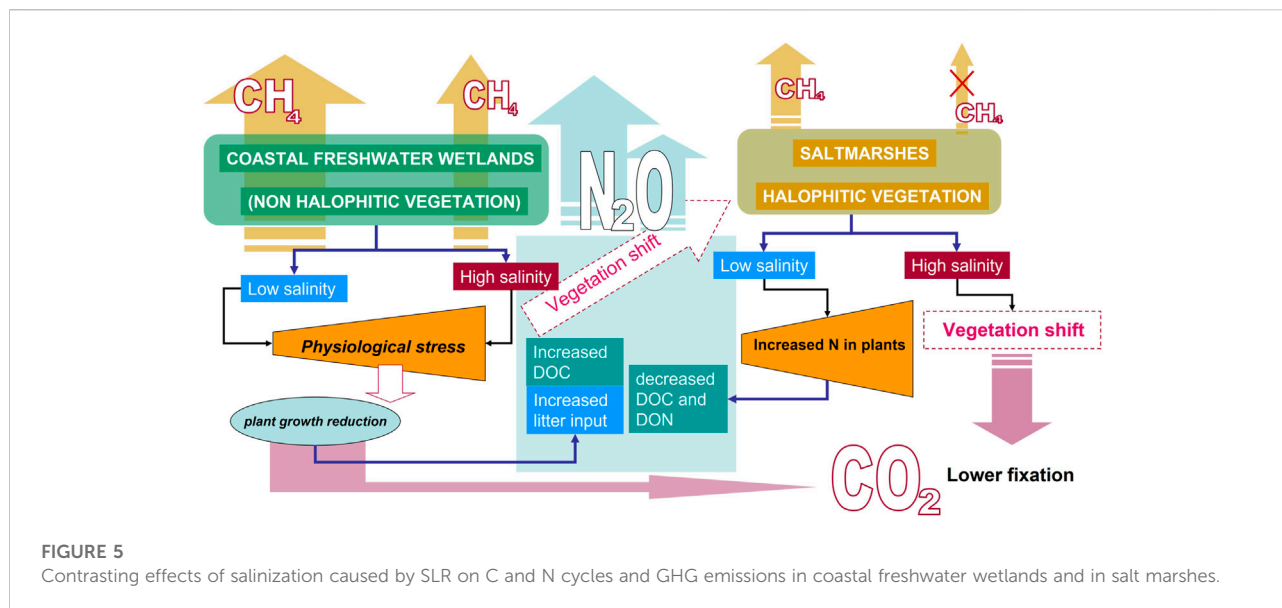 CH₄
CH₄
CH₄
CH₄
COASTAL FRESHWATER WETLANDS
(NON HALOPHITIC VEGETATION)
N₂O
SALTMARSHES
HALOPHITIC VEGETATION
Low salinity
High salinity
Vegetation shift
Low salinity
High salinity
Physiological stress
Increased
DOC
Increased
litter input
decreased
DOC and
DON
Increased N in plants
Vegetation shift
plant growth reduction
CO₂
Lower fixation
FIGURE 5
Contrasting effects of salinization caused by SLR on C and N cycles and GHG emissions in coastal freshwater wetlands and in salt marshes.